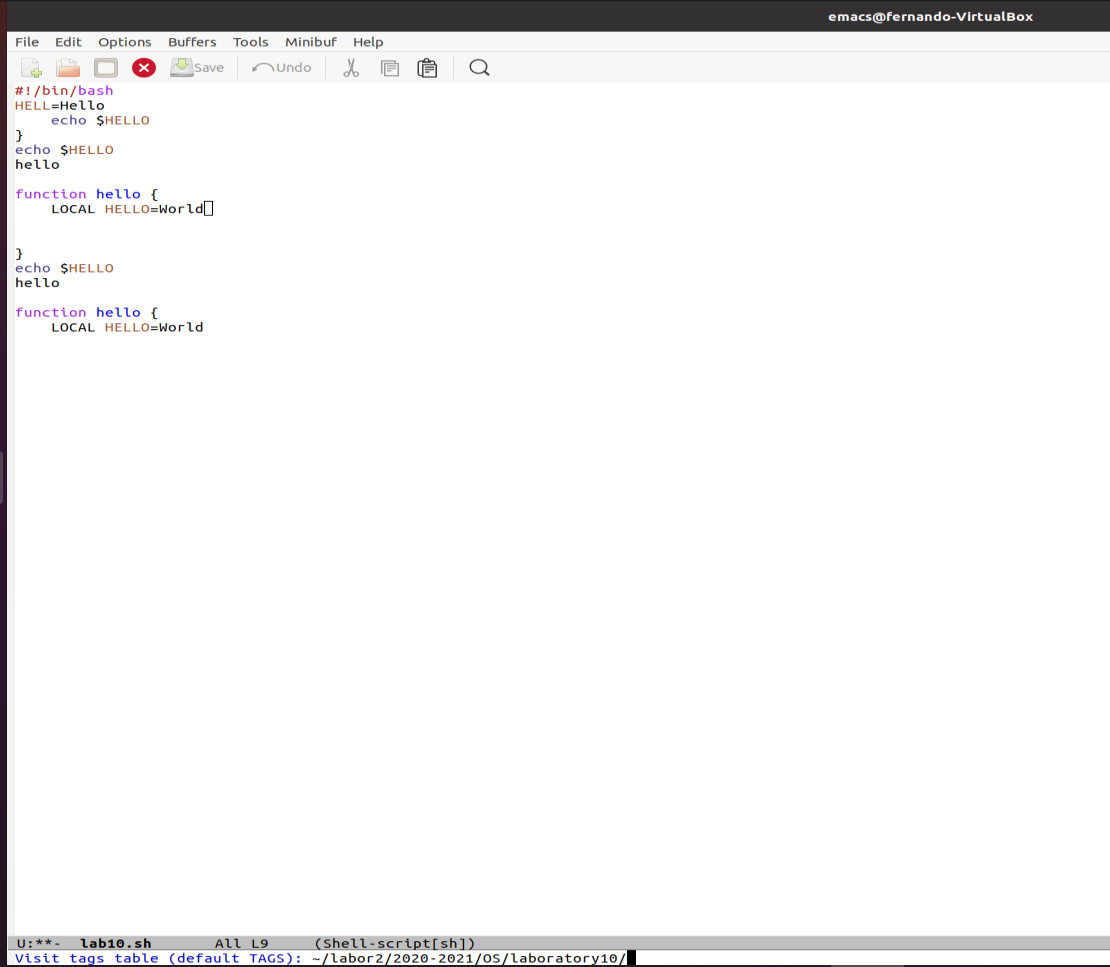 emacs@fernando-VirtualBox
File Edit Options Buffers Tools Minibuf Help
Save Undo
#!/bin/bash
HELL=Hello
    echo $HELLO
}
echo $HELLO
hello

function hello {
    LOCAL HELLO=World


}
echo $HELLO
hello

function hello {
    LOCAL HELLO=World
U:**-  lab10.sh       All L9     (Shell-script[sh])
Visit tags table (default TAGS): ~/labor2/2020-2021/OS/laboratory10/